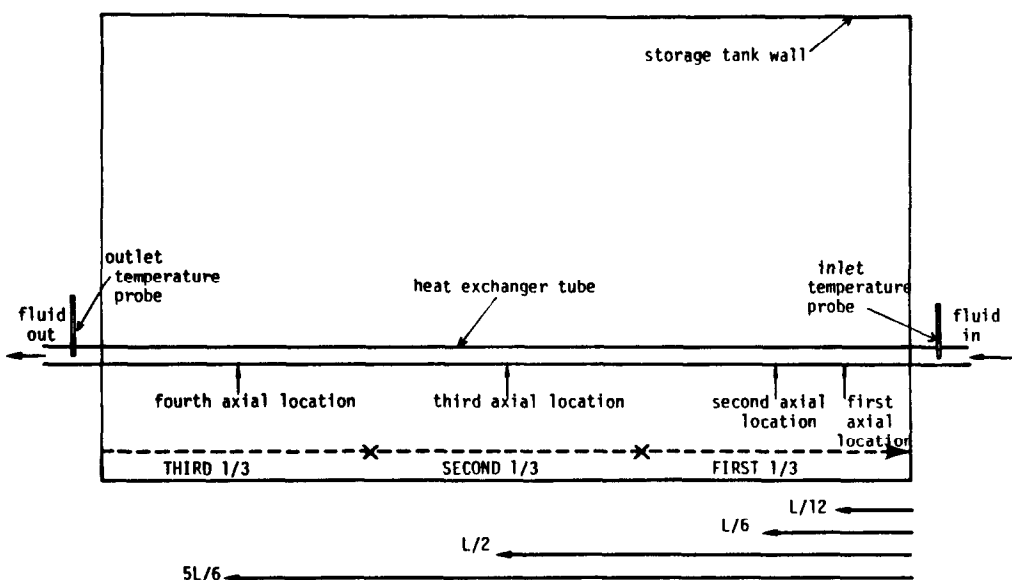 storage tank wall
outlet
temperature
probe
fluid
out
heat exchanger tube
inlet
temperature
probe
fluid
in
fourth axial location
third axial location
second axial
location
first
axial
location
THIRD 1/3
SECOND 1/3
FIRST 1/3
L/12
L/6
L/2
5L/6